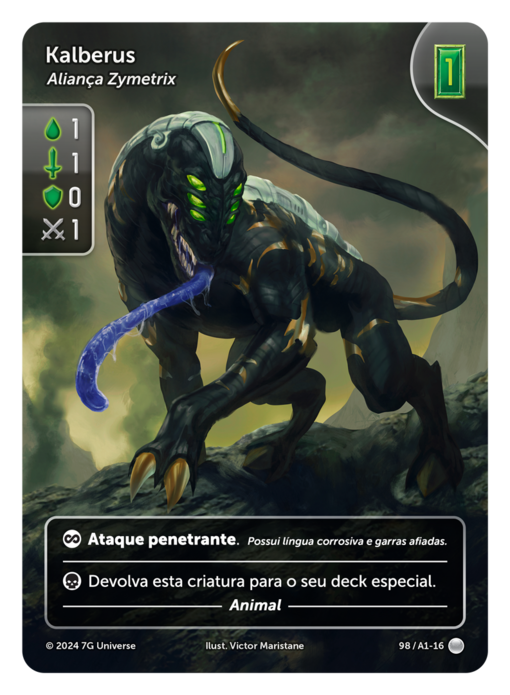 Kalberus
Aliança Zymetrix
1
1
1
0
1
Ataque penetrante. Possui língua corrosiva e garras afiadas.
Devolva esta criatura para o seu deck especial.
Animal
© 2024 7G Universe Ilust. Victor Maristane 98 / A1-16